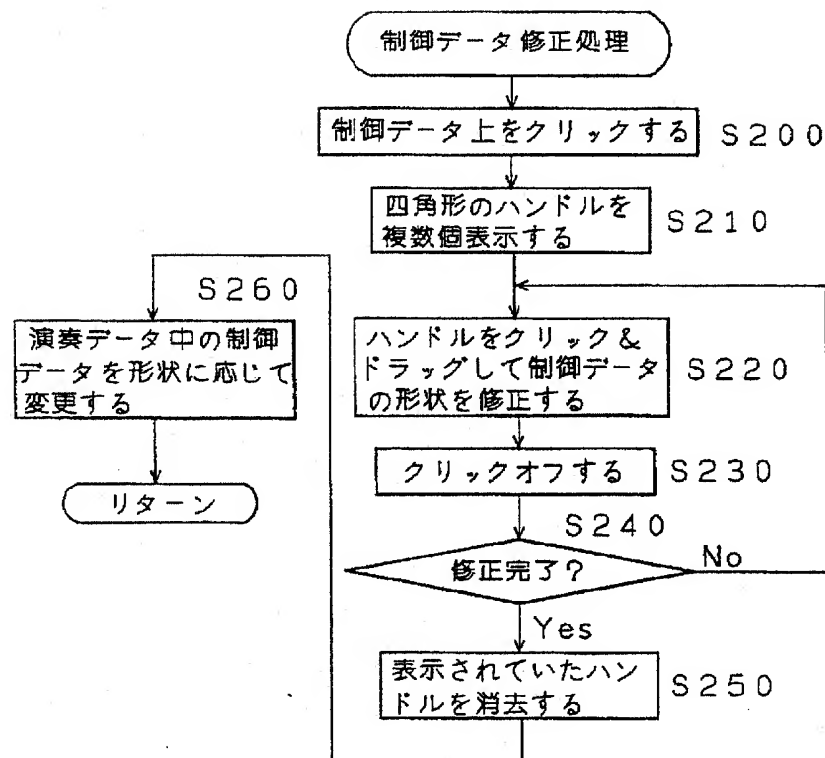 制御データ修正処理
制御データ上をクリックする
S200
四角形のハンドルを
複数個表示する
S210
ハンドルをクリック&
ドラッグして制御データ
の形状を修正する
S220
クリックオフする
S230
S240
修正完了?
No
Yes
表示されていたハン
ドルを消去する
S250
S260
演奏データ中の制御
データを形状に応じて
変更する
リターン